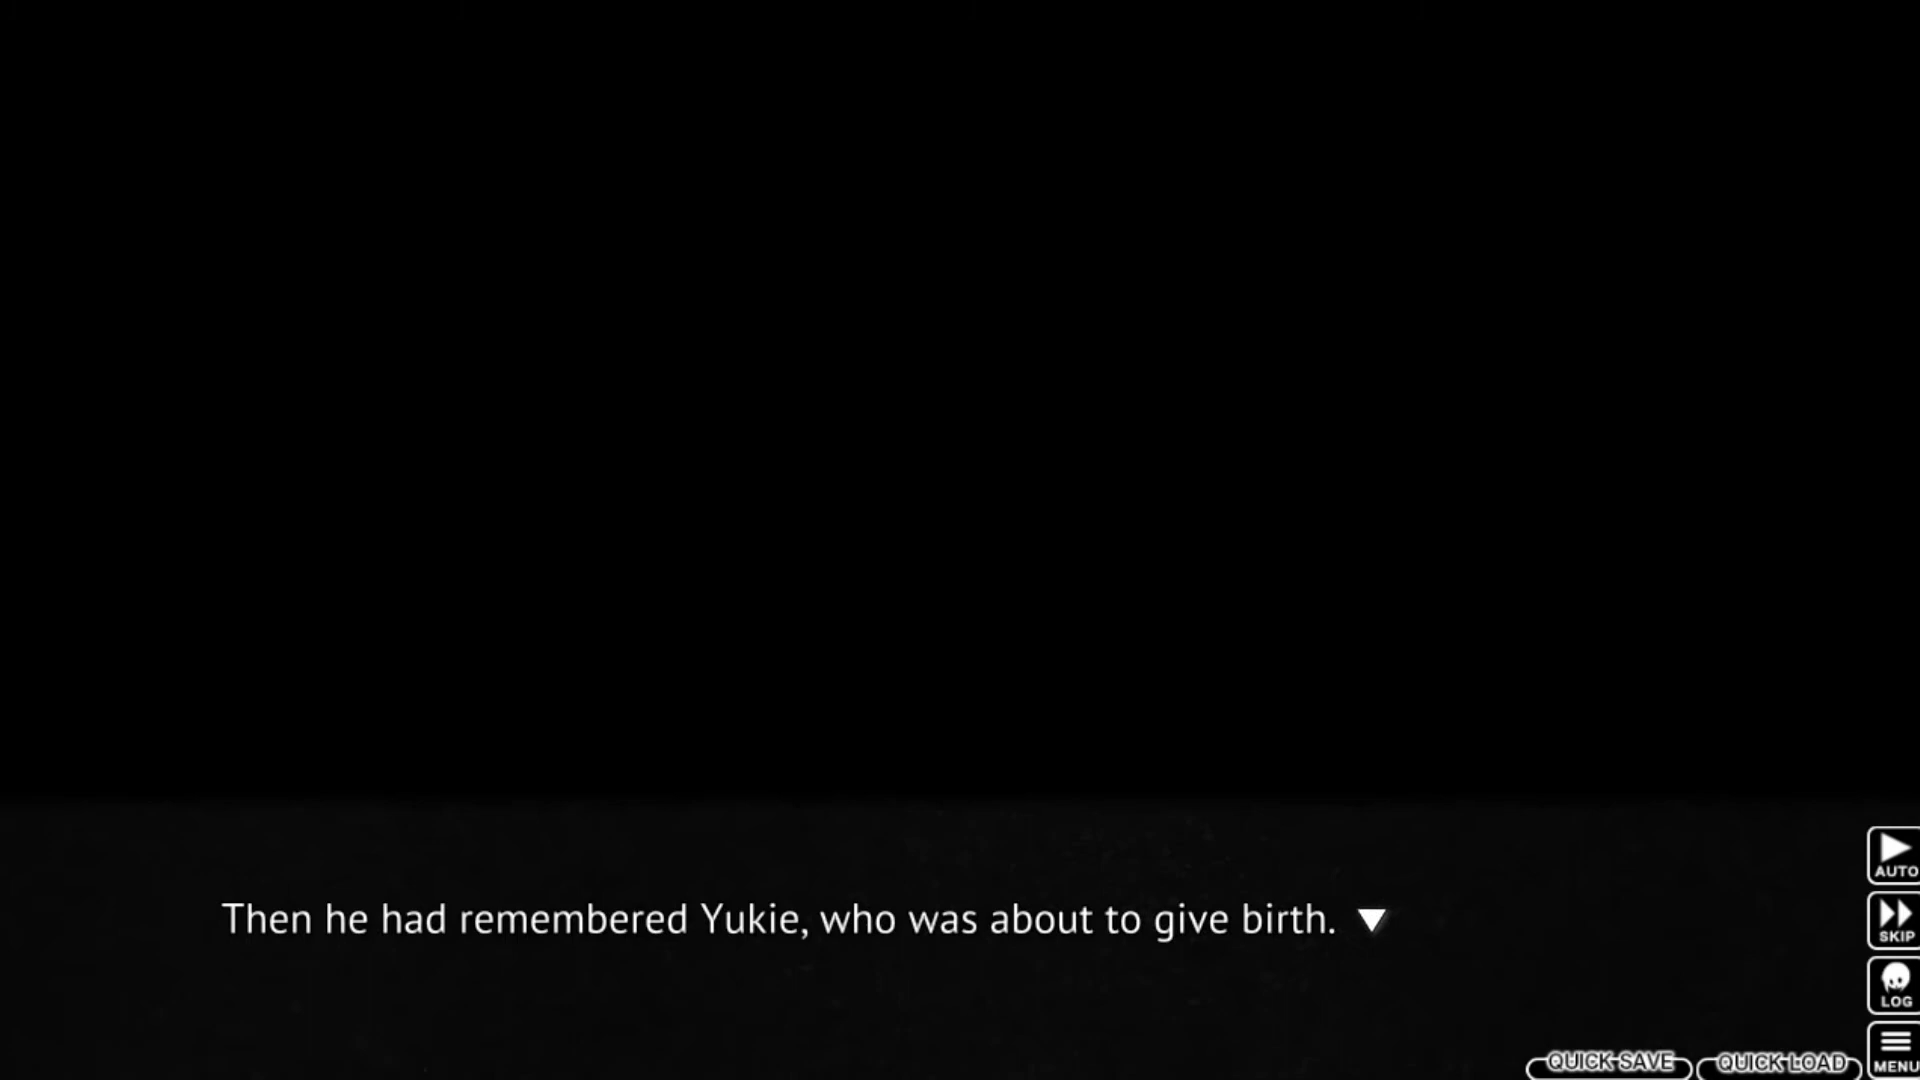 Then he had remembered Yukie, who was about to give birth.
AUTO
SKIP
LOG
MENU
QUICK SAVE
QUICK LOAD